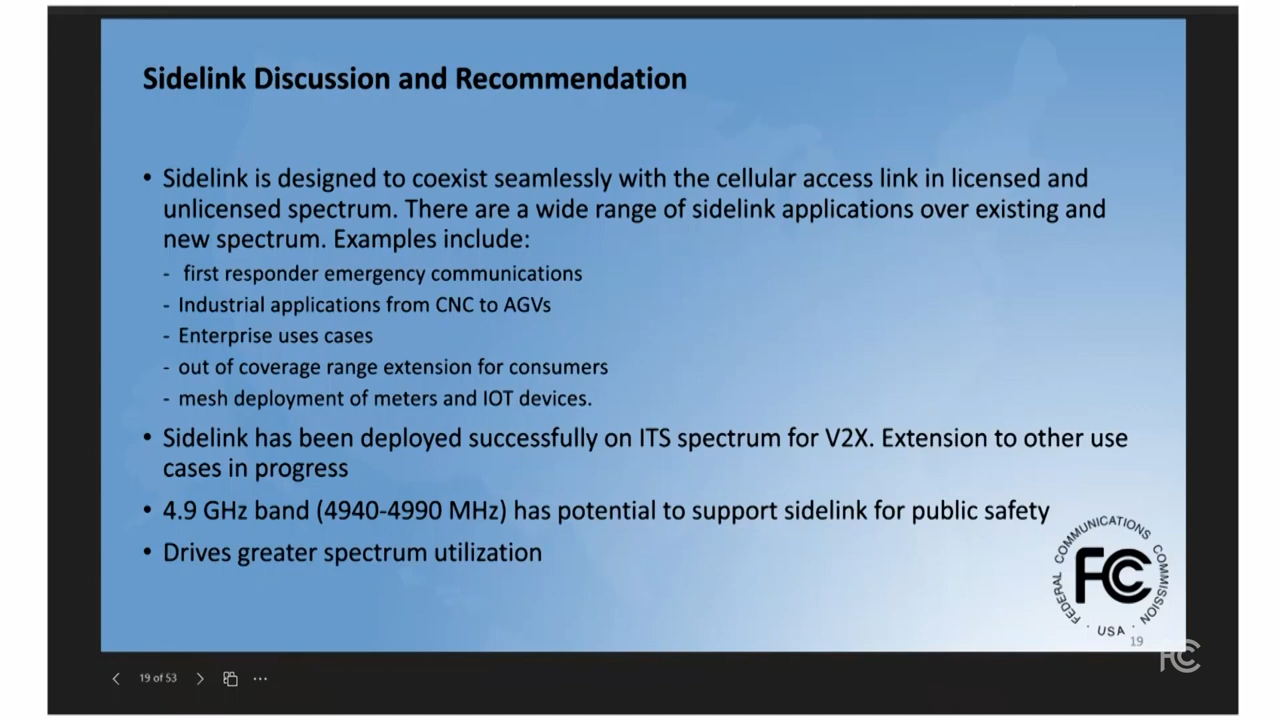 Sidelink Discussion and Recommendation
• Sidelink is designed to coexist seamlessly with the cellular access link in licensed and
unlicensed spectrum. There are a wide range of sidelink applications over existing and
new spectrum. Examples include:
- first responder emergency communications
- Industrial applications from CNC to AGVs
- Enterprise uses cases
- out of coverage range extension for consumers
- mesh deployment of meters and IOT devices.
• Sidelink has been deployed successfully on ITS spectrum for V2X. Extension to other use
cases in progress
• 4.9 GHz band (4940-4990 MHz) has potential to support sidelink for public safety
• Drives greater spectrum utilization
FEDERAL COMMUNICATIONS COMMISSION · USA ·
FCC
19
FCC
19 of 53